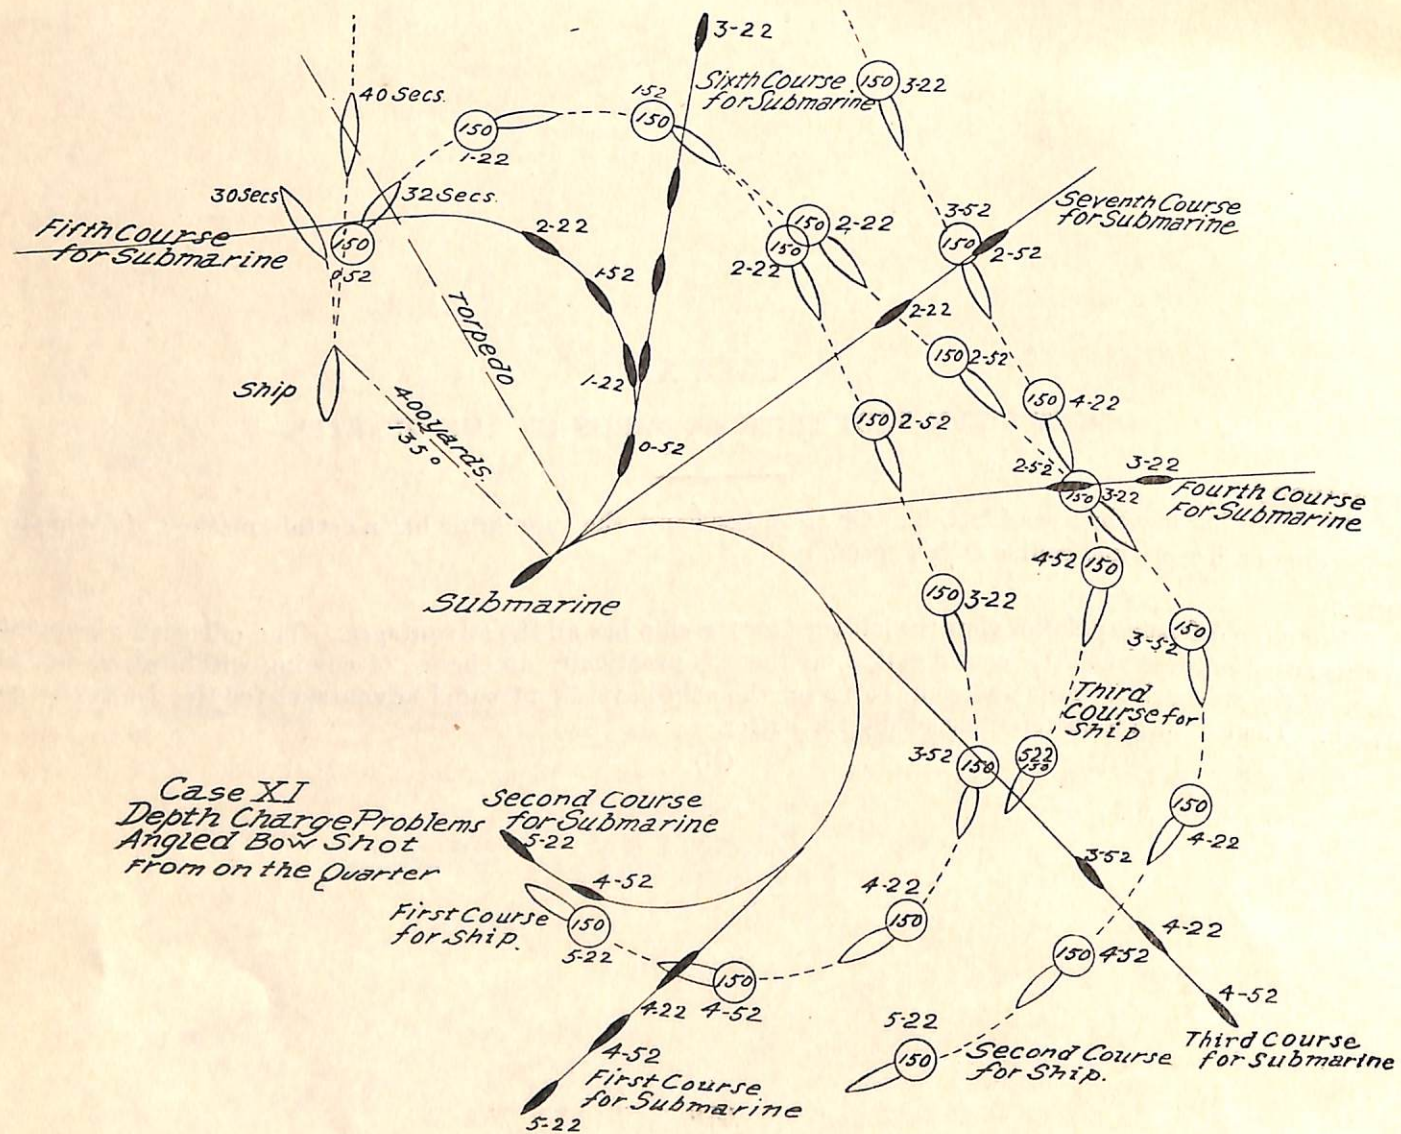 3-22
Sixth Course
for Submarine
1-52
150
150
3-22
40 Secs.
150
1-22
30 Secs
32 Secs.
Fifth Course
for Submarine
150
0-52
2-22
1-52
1-22
0-52
150
2-22
150
2-22
3-52
150
2-52
Seventh Course
for Submarine
2-22
150
2-52
Torpedo
Ship
400 yards.
135°
150
2-52
150
4-22
2-52
150
3-22
3-22
Fourth Course
for Submarine
Submarine
4-52
150
150
3-22
150
3-52
Third
Course for
Ship
3-52
150
522
150
150
4-22
Case XI
Depth Charge Problems
Angled Bow Shot
From on the Quarter
Second Course
for Submarine
5-22
4-52
First Course
for Ship.
150
5-22
4-22
150
150
4-52
4-22
4-52
First Course
for Submarine
5-22
3-52
4-22
4-52
Third Course
for Submarine
150
4-52
5-22
150
Second Course
for Ship.